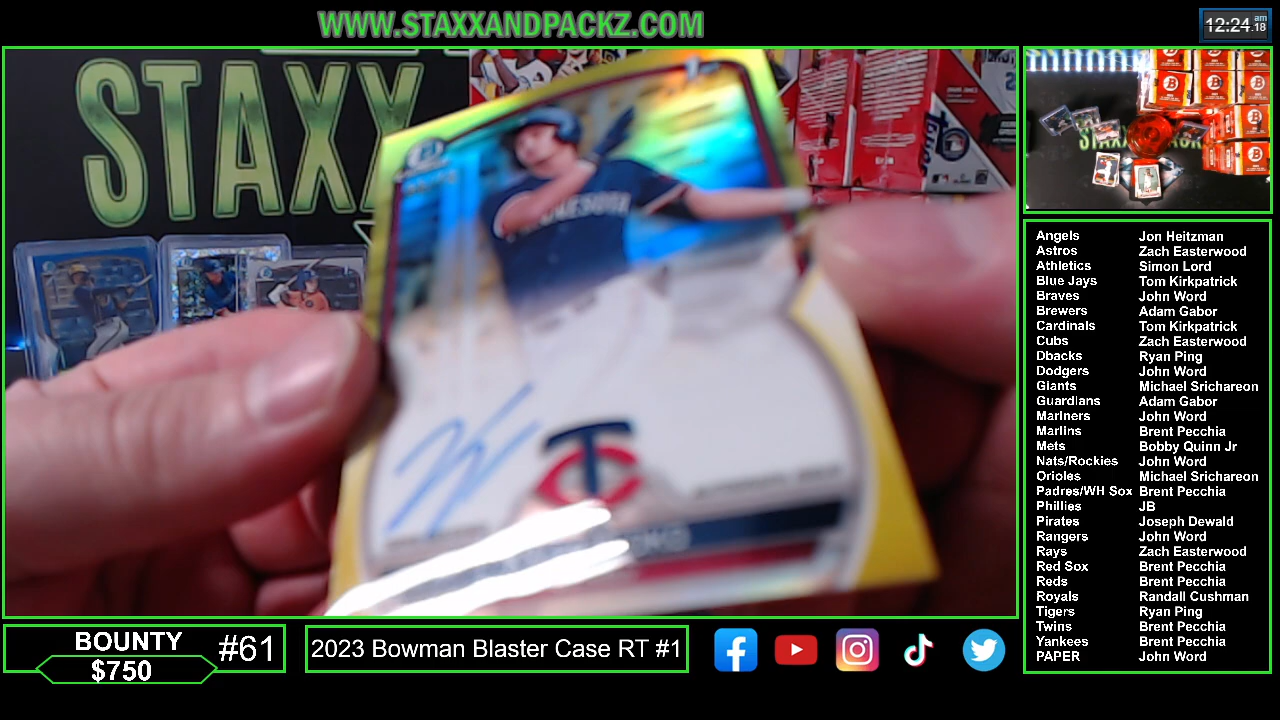 WWW.STAXXANDPACKZ.COM
12:24 am .18
STAXX
Angels Jon Heitzman
Astros Zach Easterwood
Athletics Simon Lord
Blue Jays Tom Kirkpatrick
Braves John Word
Brewers Adam Gabor
Cardinals Tom Kirkpatrick
Cubs Zach Easterwood
Dbacks Ryan Ping
Dodgers John Word
Giants Michael Srichareon
Guardians Adam Gabor
Mariners John Word
Marlins Brent Pecchia
Mets Bobby Quinn Jr
Nats/Rockies John Word
Orioles Michael Srichareon
Padres/WH Sox Brent Pecchia
Phillies JB
Pirates Joseph Dewald
Rangers John Word
Rays Zach Easterwood
Red Sox Brent Pecchia
Reds Brent Pecchia
Royals Randall Cushman
Tigers Ryan Ping
Twins Brent Pecchia
Yankees Brent Pecchia
PAPER John Word
BOUNTY
$750
#61
2023 Bowman Blaster Case RT #1